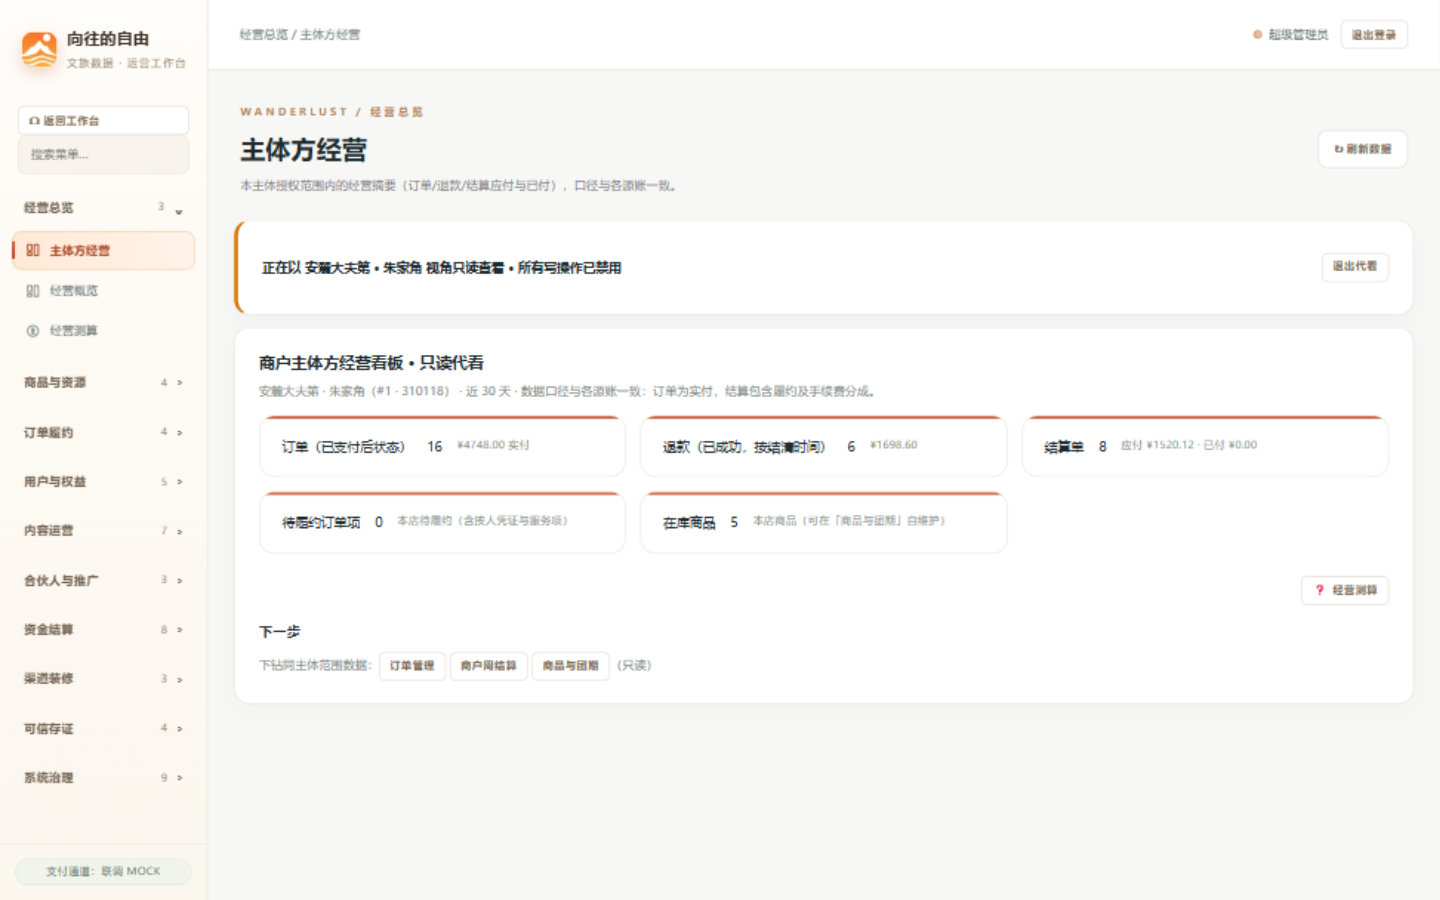 向往的自由
文旅数据 · 运营工作台
返回工作台
搜索菜单...
经营总览 3
主体方经营
经营概览
经营测算
商品与资源 4
订单履约 4
用户与权益 5
内容运营 7
合伙人与推广 3
资金结算 8
渠道装修 3
可信存证 4
系统治理 9
支付通道：联调 MOCK
经营总览 / 主体方经营
超级管理员 退出登录
WANDERLUST / 经营总览
主体方经营
本主体授权范围内的经营摘要（订单/退款/结算应付与已付），口径与各源账一致。
↻ 刷新数据
正在以 安麓大夫第 • 朱家角 视角只读查看 • 所有写操作已禁用
退出代看
商户主体方经营看板 • 只读代看
安麓大夫第 · 朱家角（#1 · 310118） · 近 30 天 · 数据口径与各源账一致：订单为实付，结算包含履约及手续费分成。
订单（已支付后状态） 16 ¥4748.00 实付
退款（已成功，按结清时间） 6 ¥1698.60
结算单 8 应付 ¥1520.12 · 已付 ¥0.00
待履约订单项 0 本店待履约（含按人凭证与服务项）
在库商品 5 本店商品（可在「商品与团期」自维护）
❓ 经营测算
下一步
下钻同主体范围数据： 订单管理 商户周结算 商品与团期 （只读）